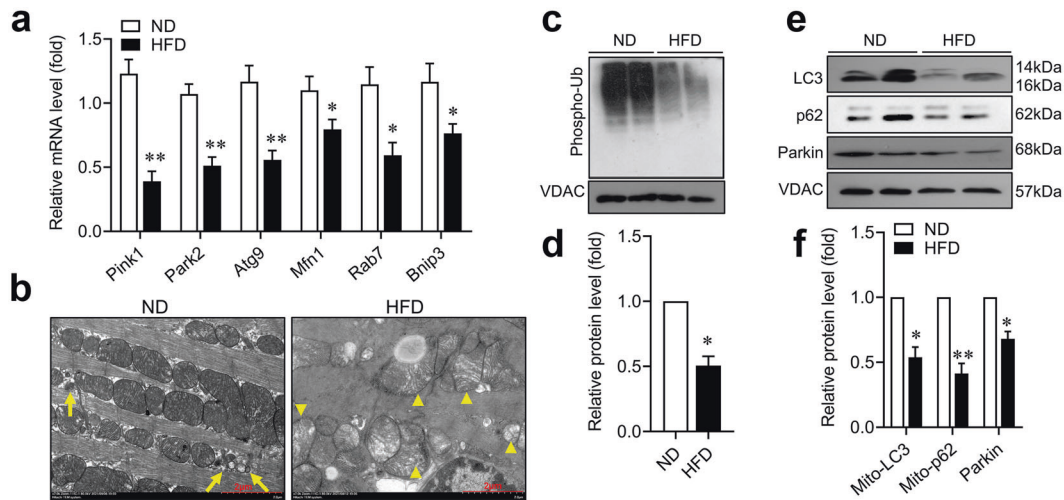 a
ND
HFD
Relative mRNA level (fold)
1.5
1.0
0.5
0.0
** ** ** * * *
Pink1 Park2 Atg9 Mfn1 Rab7 Bnip3
b
ND HFD
c
ND HFD
Phospho-Ub
VDAC
d
Relative protein level (fold)
1.5
1.0
0.5
0.0
*
ND HFD
e
ND HFD
LC3 14kDa
16kDa
p62 62kDa
Parkin 68kDa
VDAC 57kDa
f
ND
HFD
Relative protein level (fold)
1.5
1.0
0.5
0.0
* ** *
Mito-LC3 Mito-p62 Parkin